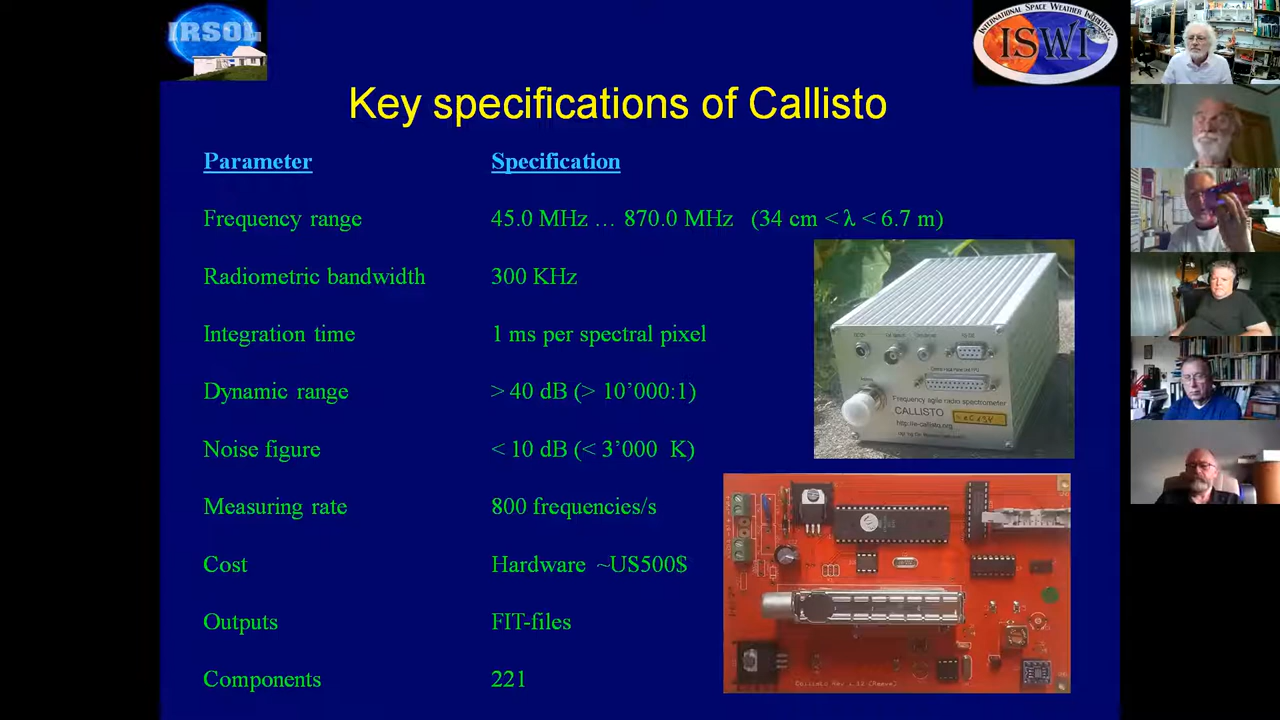 IRSOL
INTERNATIONAL SPACE WEATHER INITIATIVE
ISWI
Key specifications of Callisto
Parameter Specification
Frequency range 45.0 MHz … 870.0 MHz (34 cm < λ < 6.7 m)
Radiometric bandwidth 300 KHz
Integration time 1 ms per spectral pixel
Dynamic range > 40 dB (> 10’000:1)
Noise figure < 10 dB (< 3’000 K)
Measuring rate 800 frequencies/s
Cost Hardware ~US500$
Outputs FIT-files
Components 221
Frequency agile radio spectrometer
CALLISTO
http://e-callisto.org